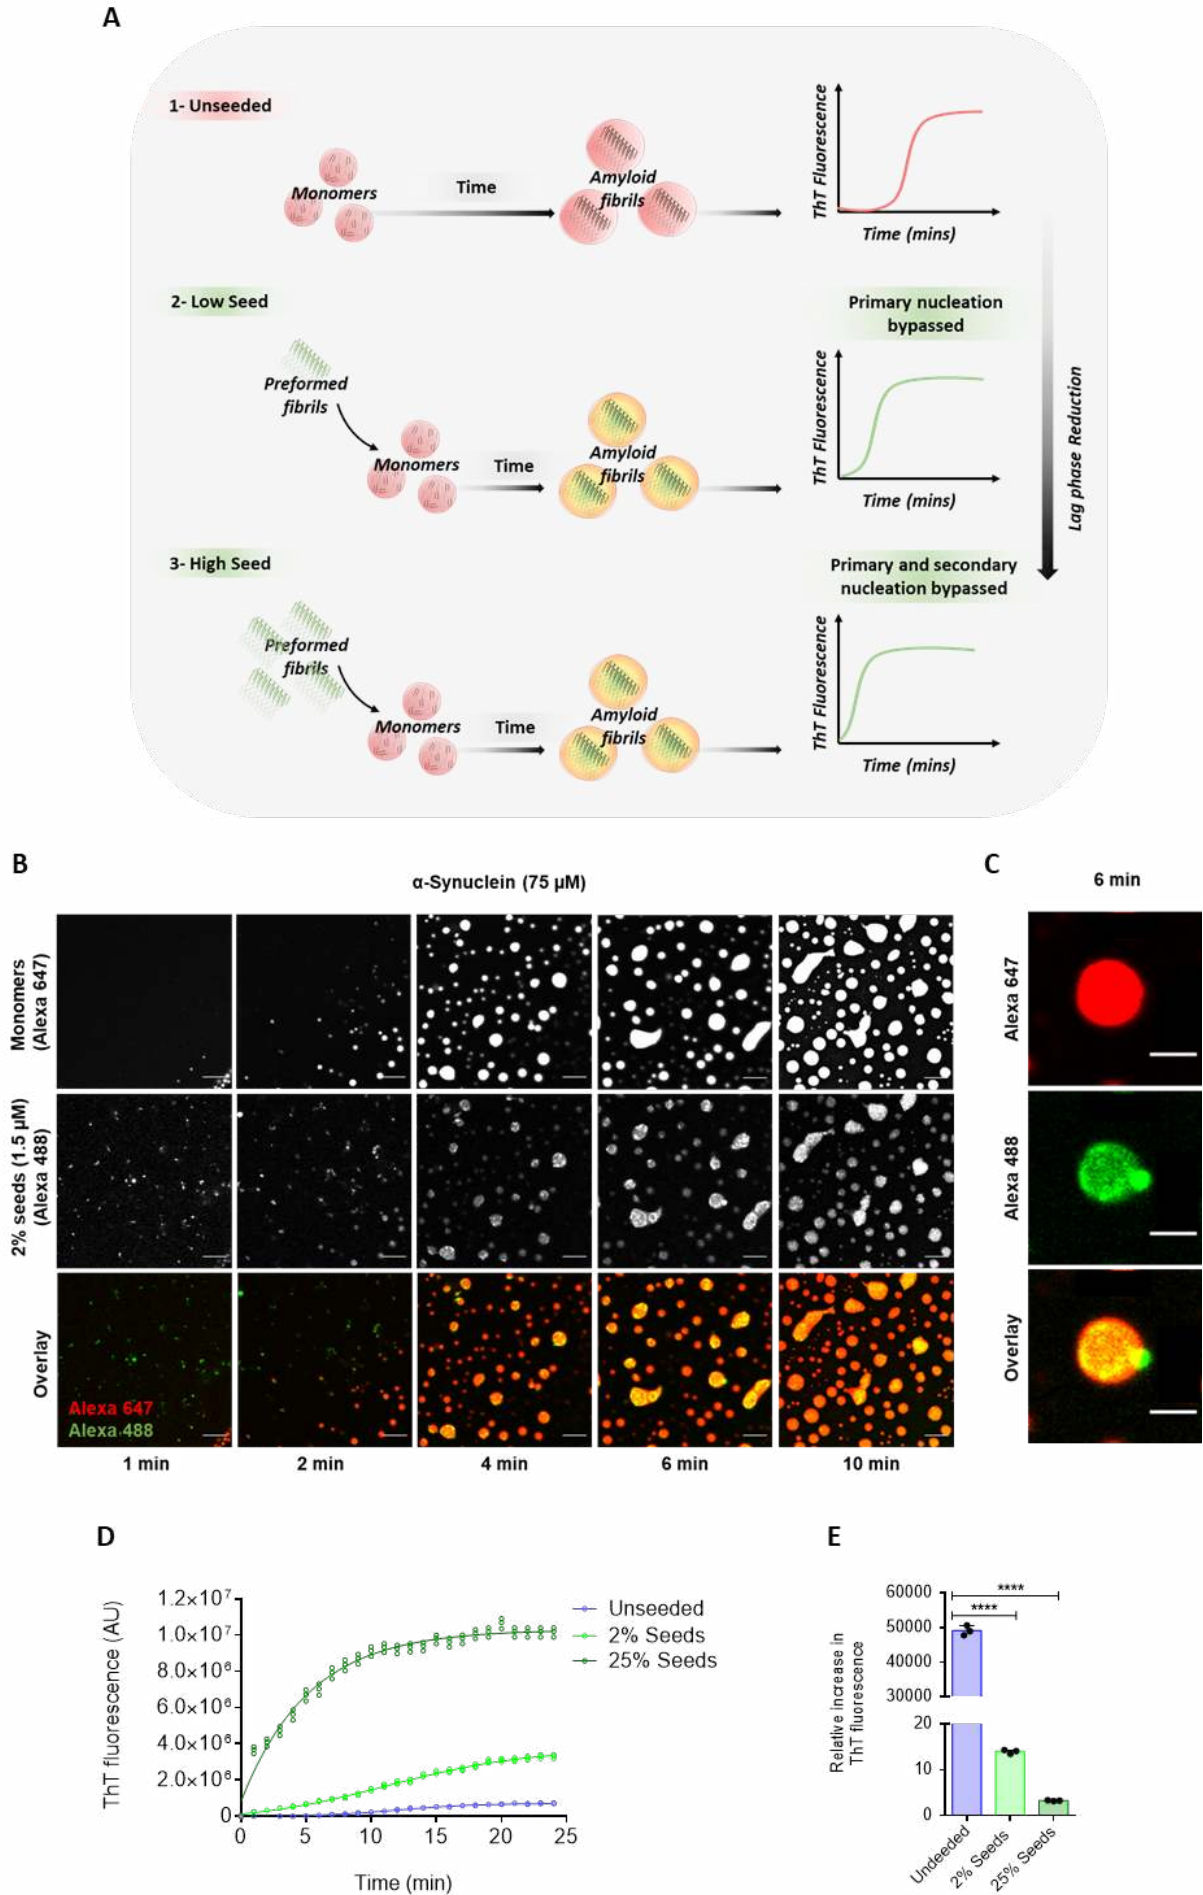 A
1- Unseeded
Monomers
Time
Amyloid
fibrils
ThT Fluorescence
Time (mins)
2- Low Seed
Preformed
fibrils
Monomers
Time
Amyloid
fibrils
Primary nucleation
bypassed
ThT Fluorescence
Time (mins)
Lag phase Reduction
3- High Seed
Preformed
fibrils
Monomers
Time
Amyloid
fibrils
Primary and secondary
nucleation bypassed
ThT Fluorescence
Time (mins)
B
α-Synuclein (75 µM)
Monomers
(Alexa 647)
2% seeds (1.5 µM)
(Alexa 488)
Overlay
Alexa 647
Alexa 488
1 min
2 min
4 min
6 min
10 min
C
6 min
Alexa 647
Alexa 488
Overlay
D
ThT fluorescence (AU)
1.2×10⁷
1.0×10⁷
8.0×10⁶
6.0×10⁶
4.0×10⁶
2.0×10⁶
0
0 5 10 15 20 25
Time (min)
Unseeded
2% Seeds
25% Seeds
E
Relative increase in
ThT fluorescence
60000
50000
40000
30000
20
10
0
****
****
Undeeded
2% Seeds
25% Seeds